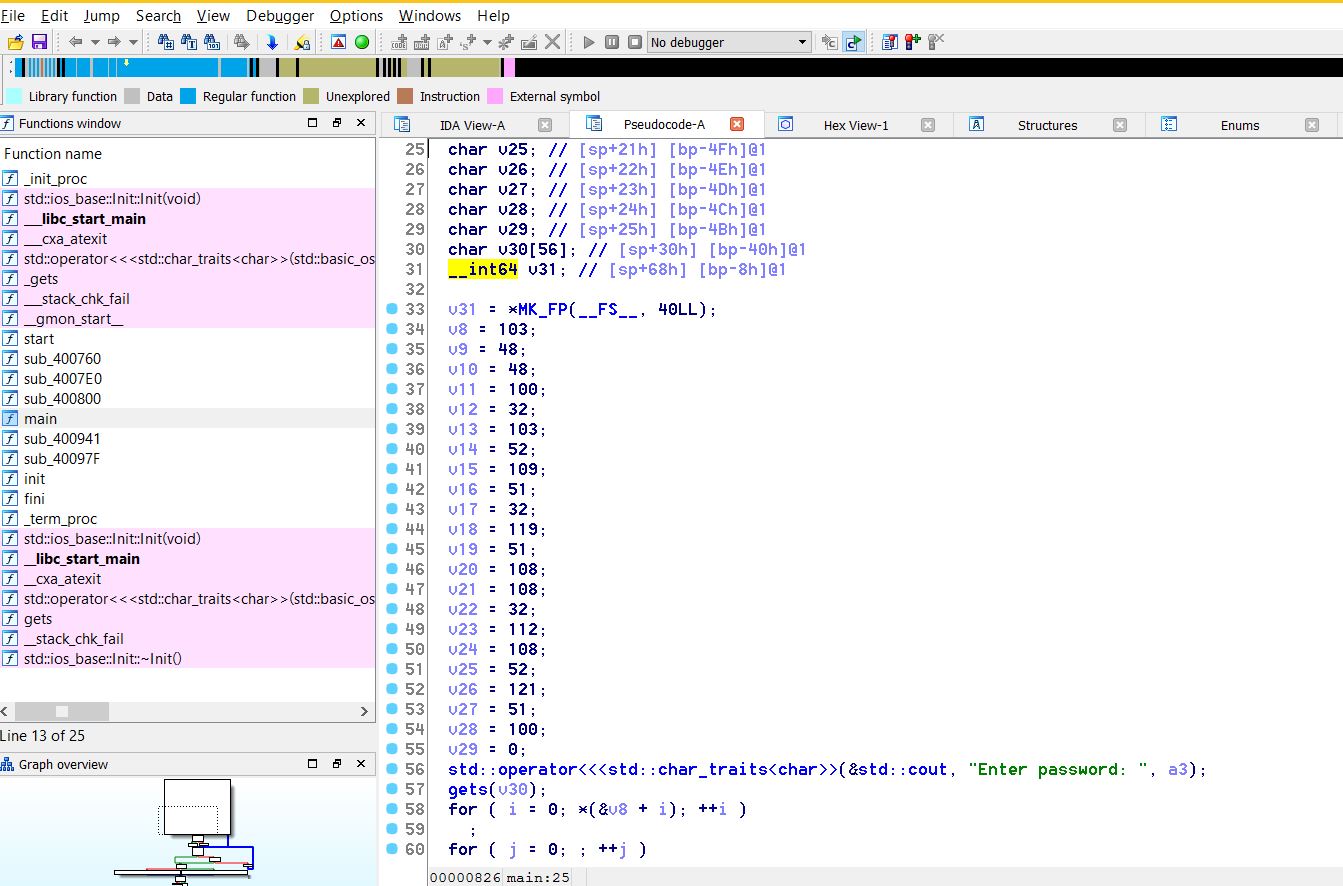 File Edit Jump Search View Debugger Options Windows Help
No debugger
Library function Data Regular function Unexplored Instruction External symbol
Functions window
Function name
_init_proc
std::ios_base::Init::Init(void)
___libc_start_main
___cxa_atexit
std::operator<<<std::char_traits<char>>(std::basic_os
_gets
___stack_chk_fail
__gmon_start__
start
sub_400760
sub_4007E0
sub_400800
main
sub_400941
sub_40097F
init
fini
_term_proc
std::ios_base::Init::Init(void)
__libc_start_main
__cxa_atexit
std::operator<<<std::char_traits<char>>(std::basic_os
gets
__stack_chk_fail
std::ios_base::Init::~Init()
Line 13 of 25
Graph overview
IDA View-A Pseudocode-A Hex View-1 Structures Enums
25 char v25; // [sp+21h] [bp-4Fh]@1
26 char v26; // [sp+22h] [bp-4Eh]@1
27 char v27; // [sp+23h] [bp-4Dh]@1
28 char v28; // [sp+24h] [bp-4Ch]@1
29 char v29; // [sp+25h] [bp-4Bh]@1
30 char v30[56]; // [sp+30h] [bp-40h]@1
31 __int64 v31; // [sp+68h] [bp-8h]@1
32
33 v31 = *MK_FP(__FS__, 40LL);
34 v8 = 103;
35 v9 = 48;
36 v10 = 48;
37 v11 = 100;
38 v12 = 32;
39 v13 = 103;
40 v14 = 52;
41 v15 = 109;
42 v16 = 51;
43 v17 = 32;
44 v18 = 119;
45 v19 = 51;
46 v20 = 108;
47 v21 = 108;
48 v22 = 32;
49 v23 = 112;
50 v24 = 108;
51 v25 = 52;
52 v26 = 121;
53 v27 = 51;
54 v28 = 100;
55 v29 = 0;
56 std::operator<<<std::char_traits<char>>(&std::cout, "Enter password: ", a3);
57 gets(v30);
58 for ( i = 0; *(&v8 + i); ++i )
59 ;
60 for ( j = 0; ; ++j )
00000826 main:25